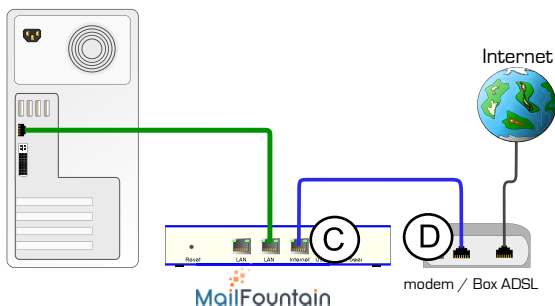 Internet
C
D
Reset
LAN
LAN
Internet
MailFountain
modem / Box ADSL